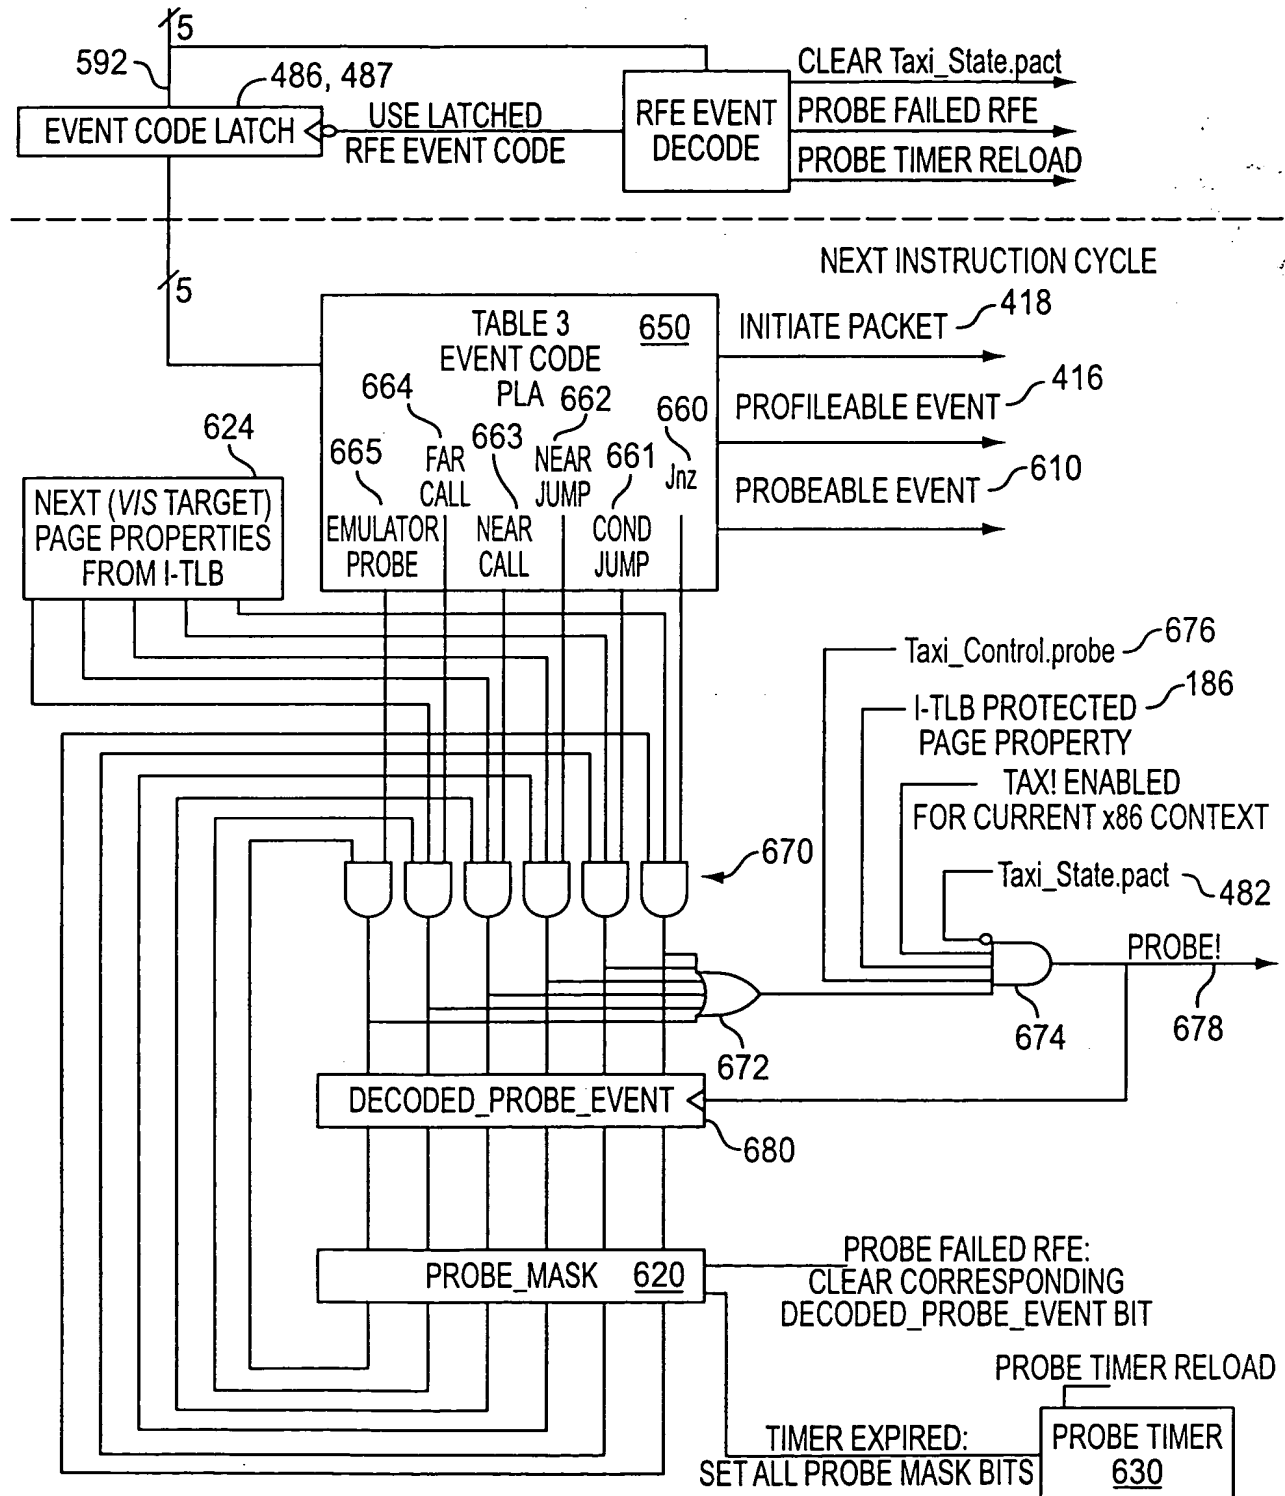 5
592
486, 487
EVENT CODE LATCH
USE LATCHED
RFE EVENT CODE
RFE EVENT
DECODE
CLEAR Taxi_State.pact
PROBE FAILED RFE
PROBE TIMER RELOAD
5
NEXT INSTRUCTION CYCLE
TABLE 3
EVENT CODE
PLA
650
INITIATE PACKET
418
PROFILEABLE EVENT
416
PROBEABLE EVENT
610
664
662
660
665
663
661
FAR
CALL
NEAR
JUMP
Jnz
EMULATOR
PROBE
NEAR
CALL
COND
JUMP
624
NEXT (V/S TARGET)
PAGE PROPERTIES
FROM I-TLB
Taxi_Control.probe
676
I-TLB PROTECTED
PAGE PROPERTY
186
TAX! ENABLED
FOR CURRENT x86 CONTEXT
Taxi_State.pact
482
670
PROBE!
672
674
678
DECODED_PROBE_EVENT
680
PROBE_MASK 620
PROBE FAILED RFE:
CLEAR CORRESPONDING
DECODED_PROBE_EVENT BIT
PROBE TIMER RELOAD
TIMER EXPIRED:
SET ALL PROBE MASK BITS
PROBE TIMER
630